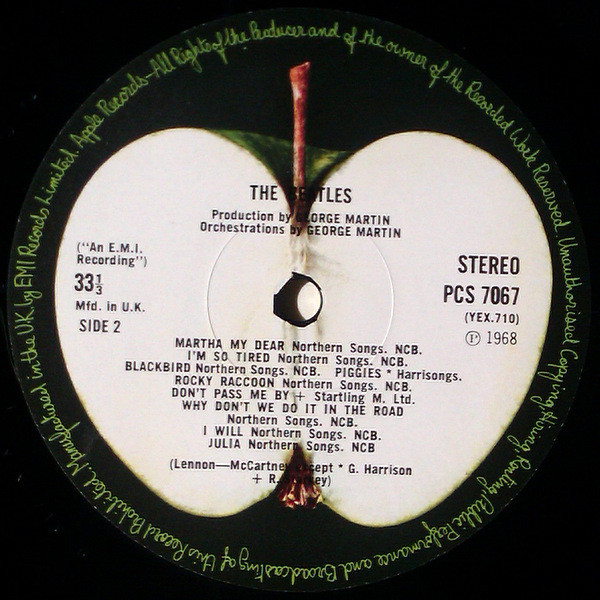 Manufactured in the UK by EMI Records Limited. Apple Records—All Rights of the Producer and of the owner of the Recorded Work Reserved. Unauthorised Copying, Hiring, Renting, Public Performance and Broadcasting of this Record Prohibited.
THE BEATLES
Production by GEORGE MARTIN
Orchestrations by GEORGE MARTIN
("An E.M.I.
Recording")
33⅓
Mfd. in U.K.
SIDE 2
STEREO
PCS 7067
(YEX.710)
Ⓟ 1968
MARTHA MY DEAR Northern Songs. NCB.
I'M SO TIRED Northern Songs. NCB.
BLACKBIRD Northern Songs. NCB. PIGGIES * Harrisongs.
ROCKY RACCOON Northern Songs. NCB.
DON'T PASS ME BY + Startling M. Ltd.
WHY DON'T WE DO IT IN THE ROAD
Northern Songs. NCB.
I WILL Northern Songs. NCB.
JULIA Northern Songs. NCB
(Lennon—McCartney except * G. Harrison
+ R. Starkey)